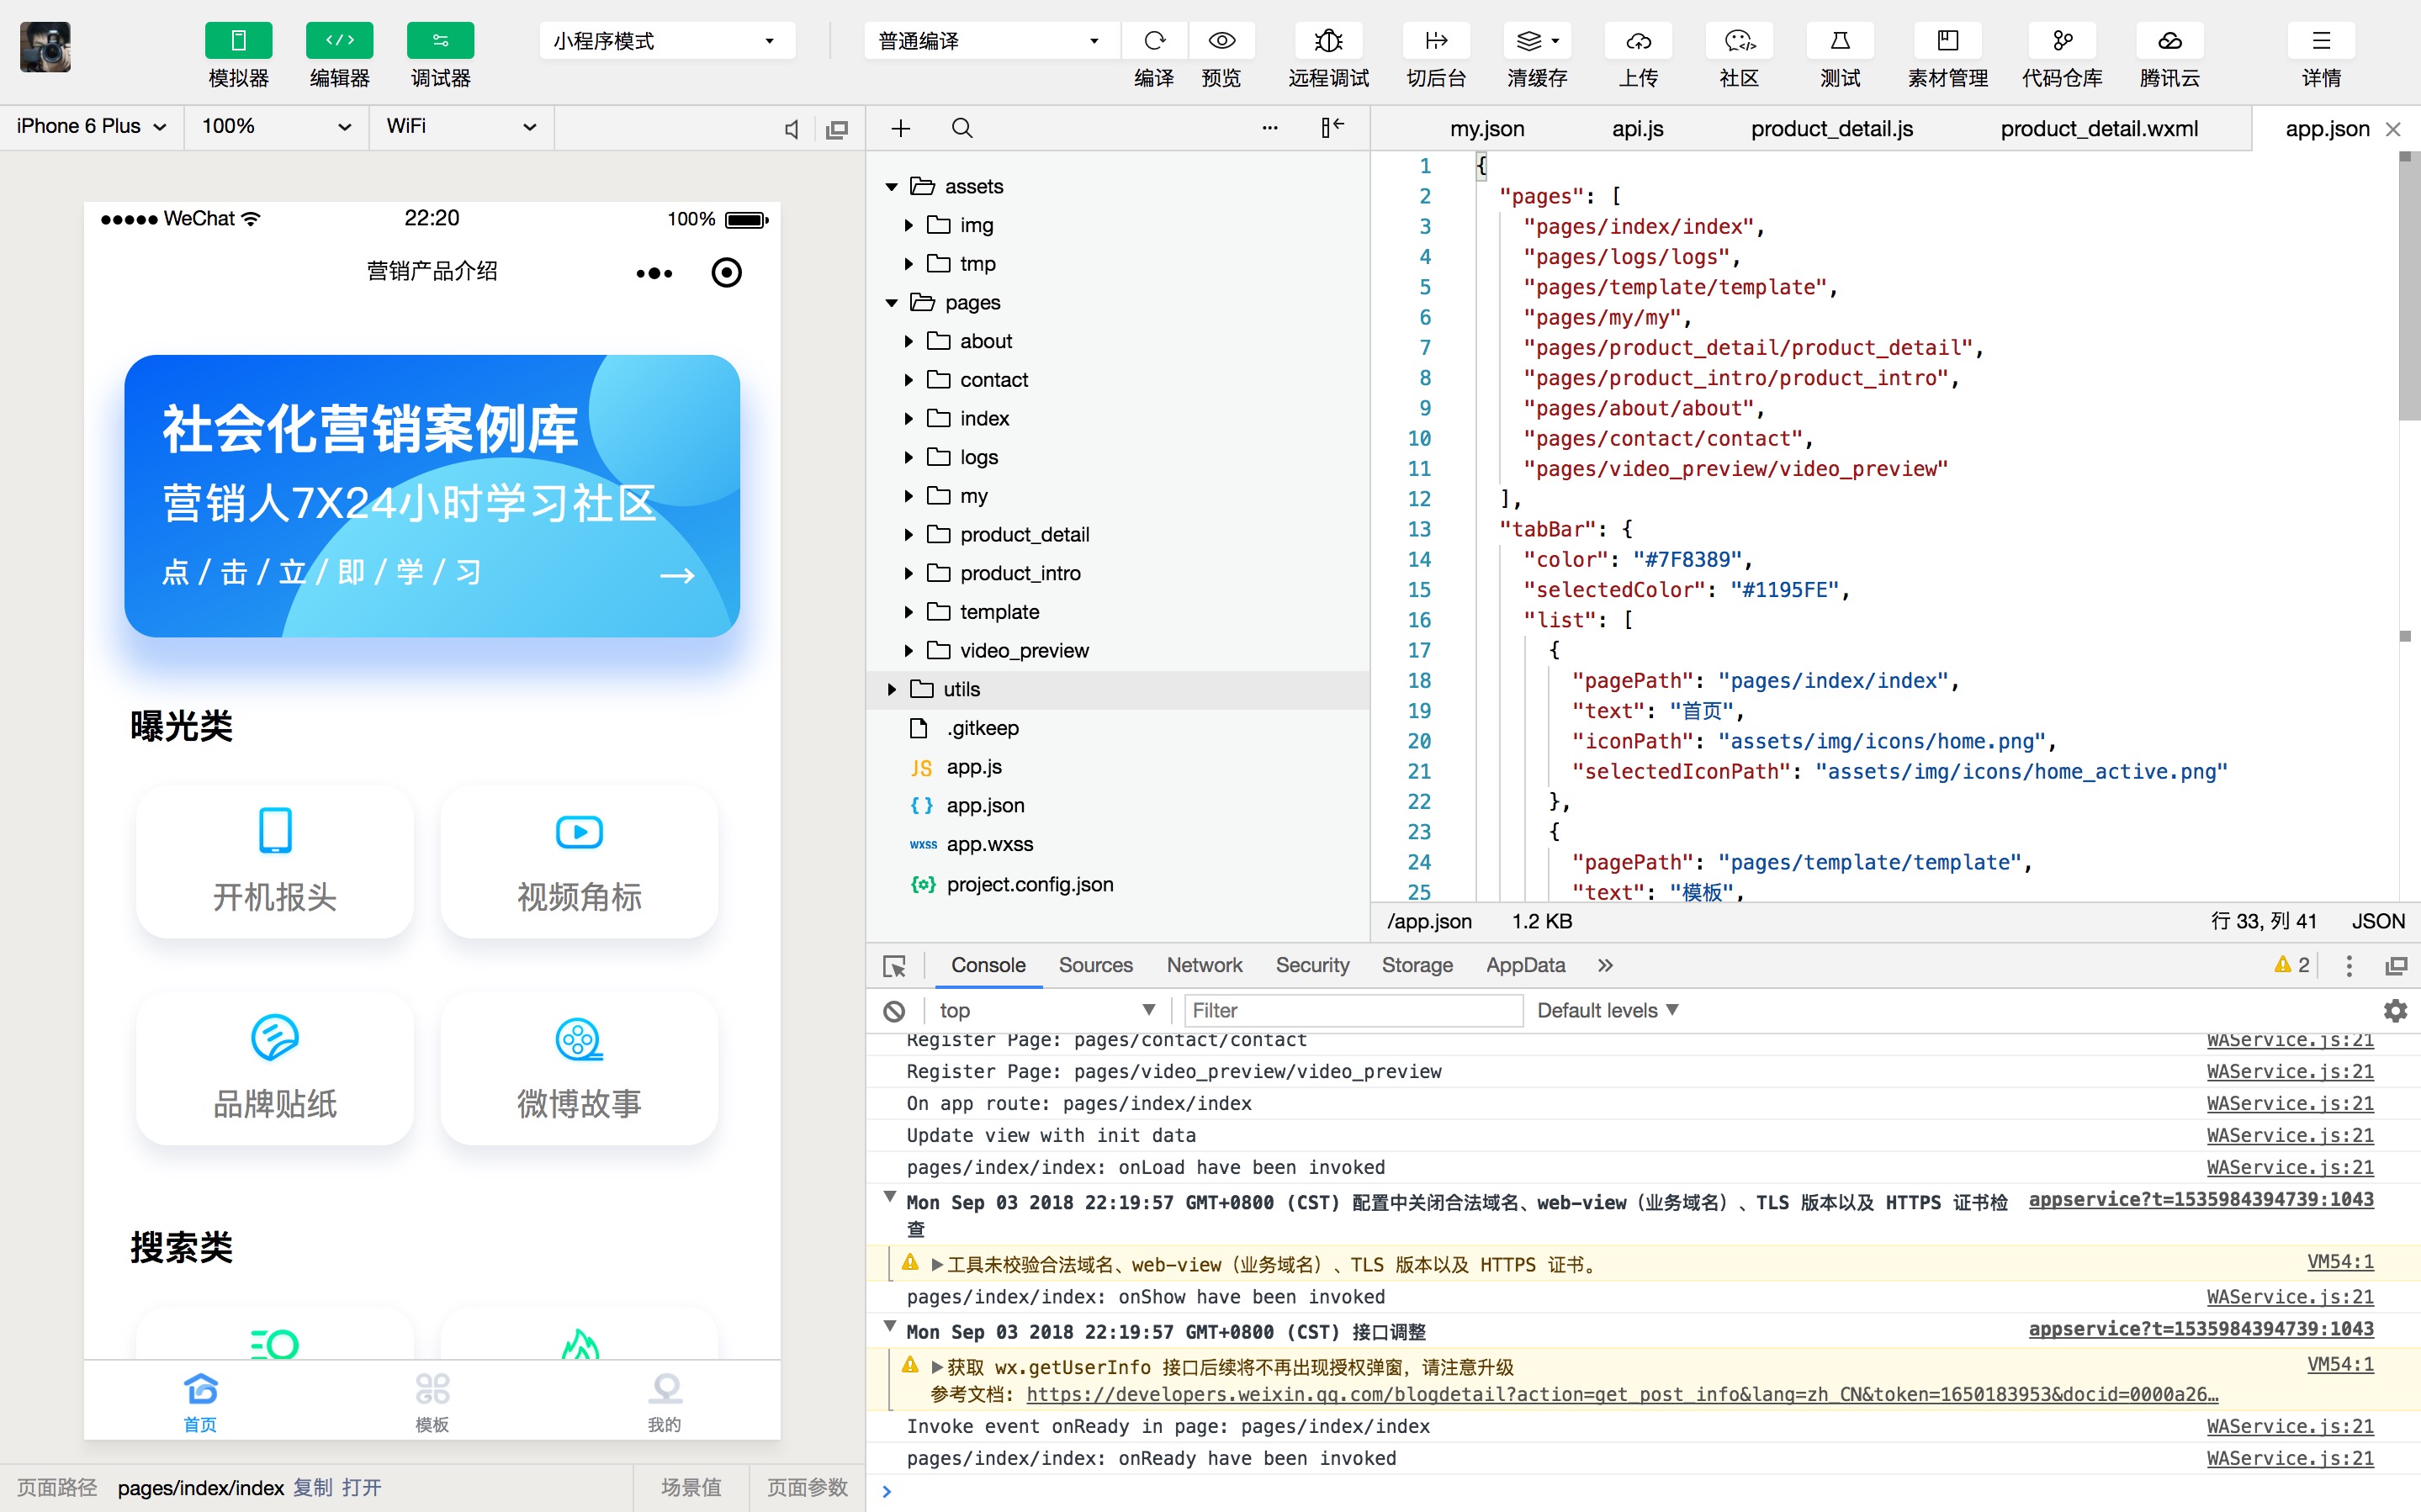 模拟器
编辑器
调试器
小程序模式
普通编译
编译
预览
远程调试
切后台
清缓存
上传
社区
测试
素材管理
代码仓库
腾讯云
详情
iPhone 6 Plus
100%
WiFi
WeChat
22:20
100%
营销产品介绍
社会化营销案例库
营销人7X24小时学习社区
点 / 击 / 立 / 即 / 学 / 习
曝光类
开机报头
视频角标
品牌贴纸
微博故事
搜索类
首页
模板
我的
页面路径
pages/index/index
复制
打开
场景值
页面参数
assets
img
tmp
pages
about
contact
index
logs
my
product_detail
product_intro
template
video_preview
utils
.gitkeep
JS app.js
{ } app.json
wxss app.wxss
project.config.json
my.json
api.js
product_detail.js
product_detail.wxml
app.json
1 {
2 "pages": [
3 "pages/index/index",
4 "pages/logs/logs",
5 "pages/template/template",
6 "pages/my/my",
7 "pages/product_detail/product_detail",
8 "pages/product_intro/product_intro",
9 "pages/about/about",
10 "pages/contact/contact",
11 "pages/video_preview/video_preview"
12 ],
13 "tabBar": {
14 "color": "#7F8389",
15 "selectedColor": "#1195FE",
16 "list": [
17 {
18 "pagePath": "pages/index/index",
19 "text": "首页",
20 "iconPath": "assets/img/icons/home.png",
21 "selectedIconPath": "assets/img/icons/home_active.png"
22 },
23 {
24 "pagePath": "pages/template/template",
25 "text": "模板",
/app.json
1.2 KB
行 33, 列 41
JSON
Console
Sources
Network
Security
Storage
AppData
2
top
Filter
Default levels
Register Page: pages/contact/contact WAService.js:21
Register Page: pages/video_preview/video_preview WAService.js:21
On app route: pages/index/index WAService.js:21
Update view with init data WAService.js:21
pages/index/index: onLoad have been invoked WAService.js:21
Mon Sep 03 2018 22:19:57 GMT+0800 (CST) 配置中关闭合法域名、web-view（业务域名）、TLS 版本以及 HTTPS 证书检 appservice?t=1535984394739:1043
查
工具未校验合法域名、web-view（业务域名）、TLS 版本以及 HTTPS 证书。 VM54:1
pages/index/index: onShow have been invoked WAService.js:21
Mon Sep 03 2018 22:19:57 GMT+0800 (CST) 接口调整 appservice?t=1535984394739:1043
获取 wx.getUserInfo 接口后续将不再出现授权弹窗，请注意升级 VM54:1
参考文档: https://developers.weixin.qq.com/blogdetail?action=get_post_info&lang=zh_CN&token=1650183953&docid=0000a26…
Invoke event onReady in page: pages/index/index WAService.js:21
pages/index/index: onReady have been invoked WAService.js:21